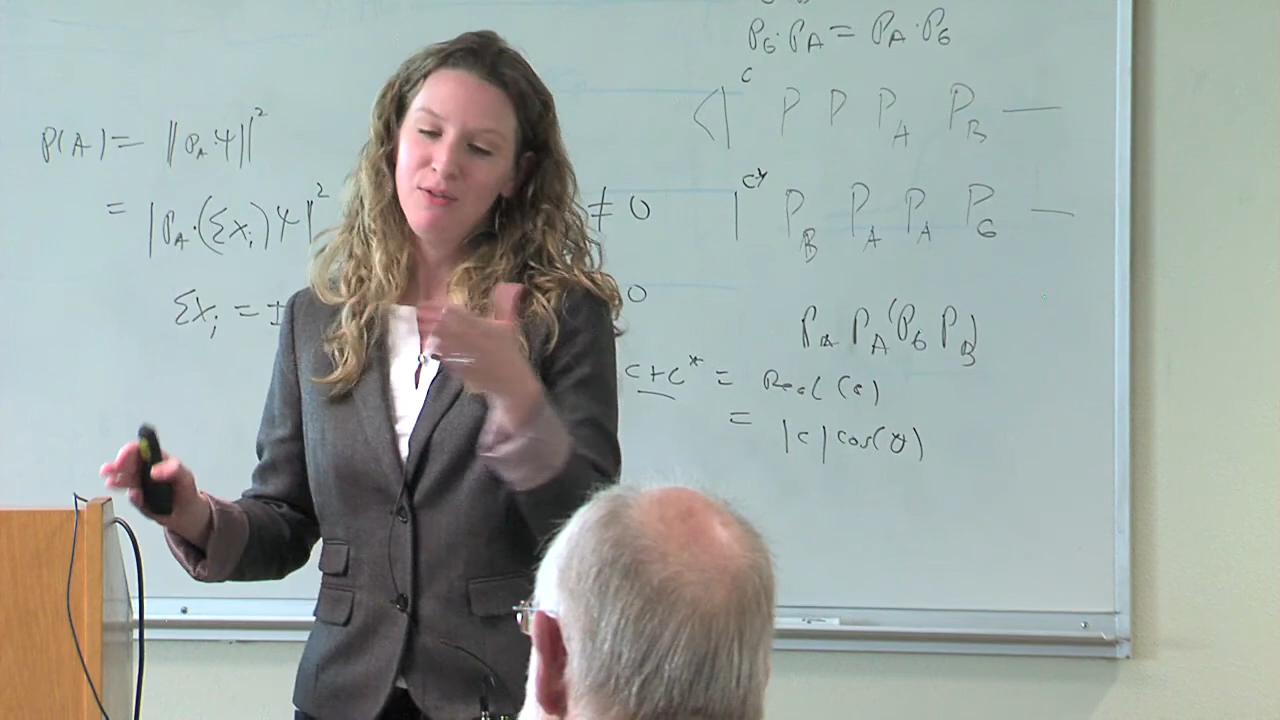 P(A) = ||P_A·ψ||²
= |P_A·(Σx_i)ψ|²
≠ 0
Σx_i = ±
0
P_G·P_A = P_A·P_G
<| c P P P_A P_B —
| c* P_B P_A P_A P_G —
P_A P_A (P_G P_B)
c+c* = Real(c)
= |c| cos(θ)